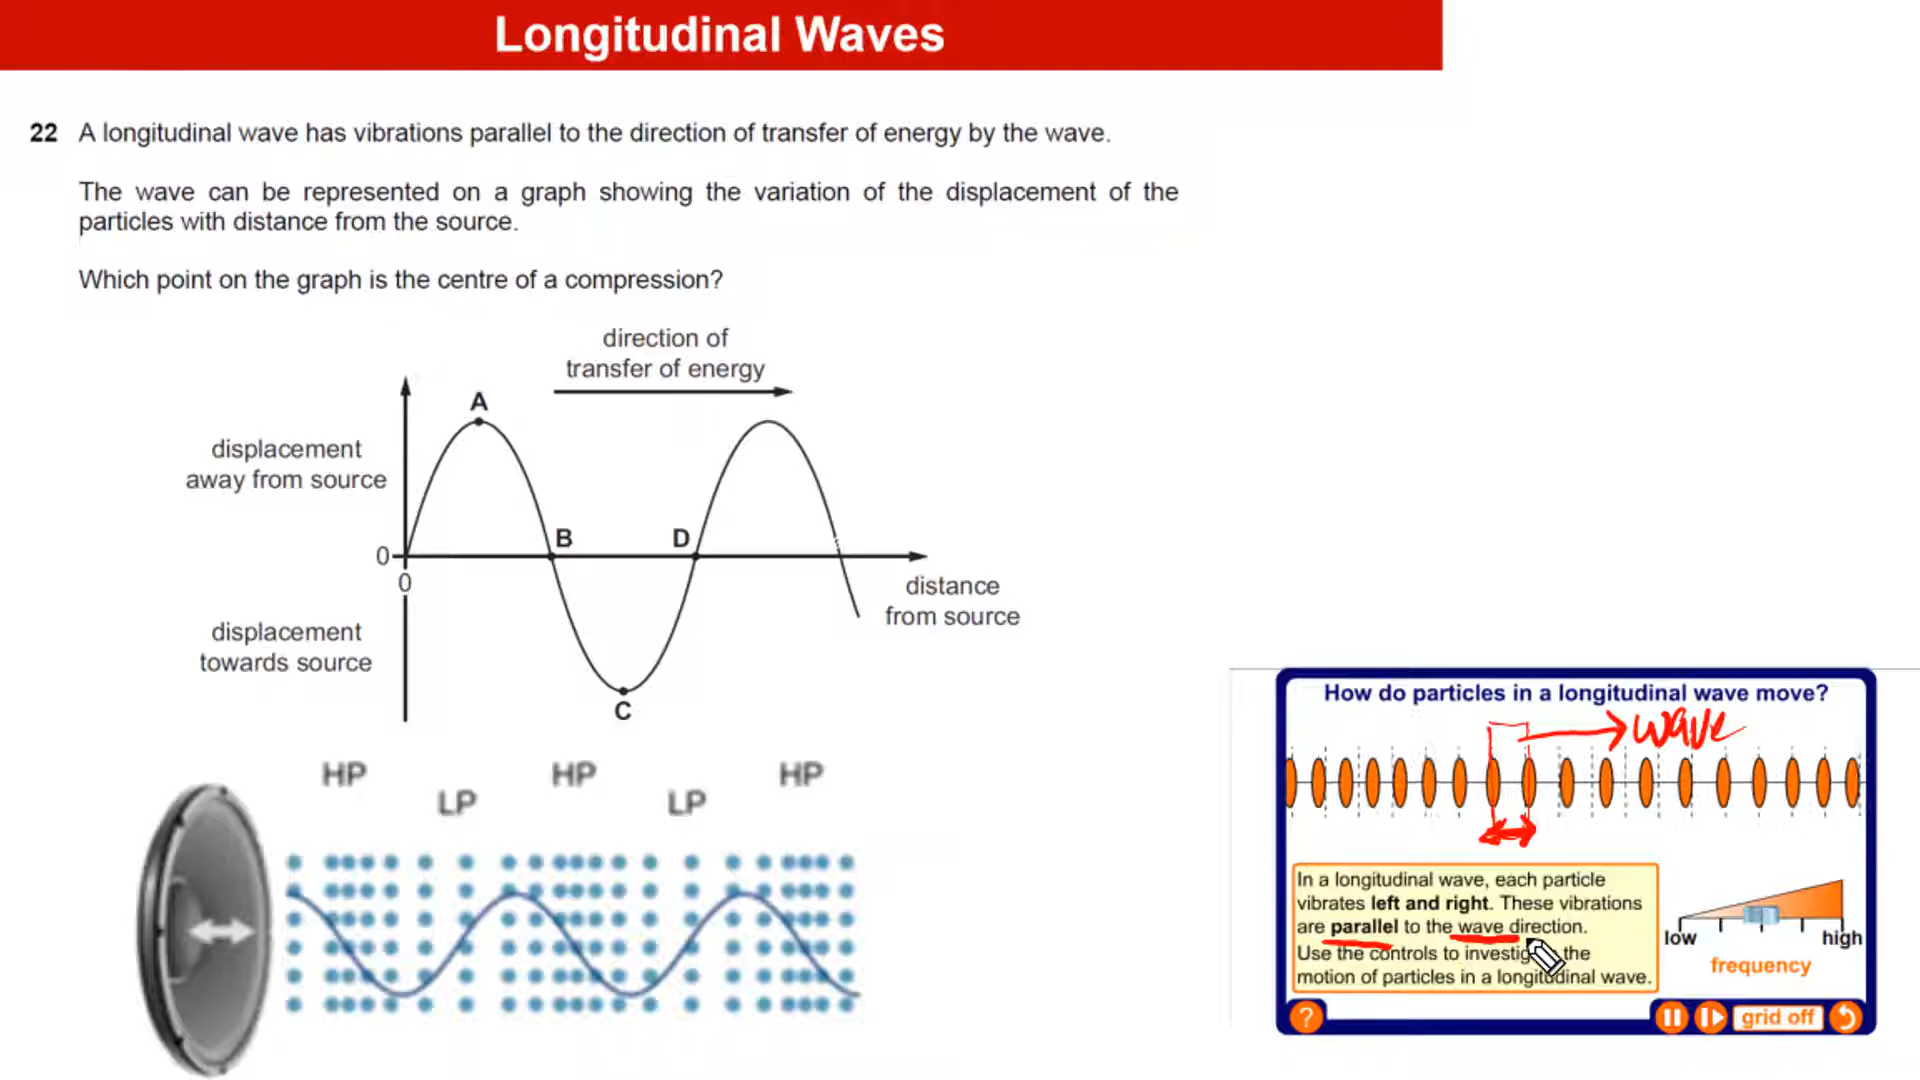 Longitudinal Waves
22 A longitudinal wave has vibrations parallel to the direction of transfer of energy by the wave.
The wave can be represented on a graph showing the variation of the displacement of the
particles with distance from the source.
Which point on the graph is the centre of a compression?
direction of
transfer of energy
A
displacement
away from source
B
D
0
0
distance
from source
displacement
towards source
C
HP
HP
HP
LP
LP
How do particles in a longitudinal wave move?
wave
In a longitudinal wave, each particle
vibrates left and right. These vibrations
are parallel to the wave direction.
Use the controls to investig the
motion of particles in a longitudinal wave.
low
high
frequency
?
grid off